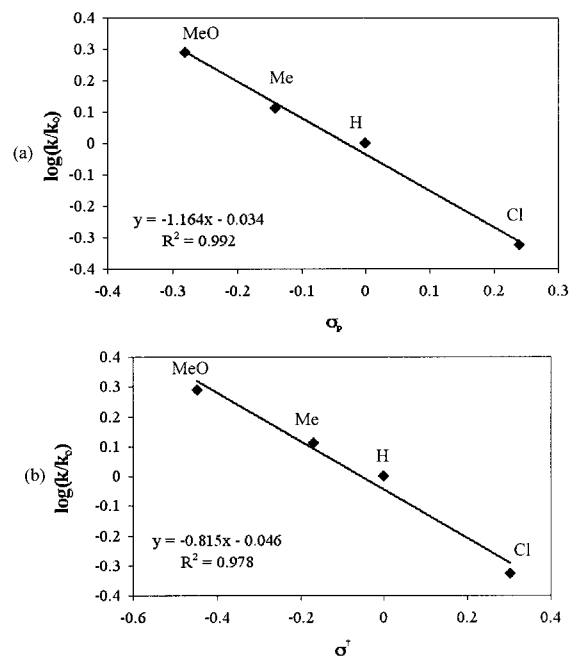 (a)
log(k/k₀)
0.4
0.3
0.2
0.1
0
-0.1
-0.2
-0.3
-0.4
MeO
Me
H
Cl
y = -1.164x - 0.034
R² = 0.992
-0.4 -0.3 -0.2 -0.1 0 0.1 0.2 0.3
σₚ
(b)
log(k/k₀)
0.4
0.3
0.2
0.1
0
-0.1
-0.2
-0.3
-0.4
MeO
Me
H
Cl
y = -0.815x - 0.046
R² = 0.978
-0.6 -0.4 -0.2 0 0.2 0.4
σ†